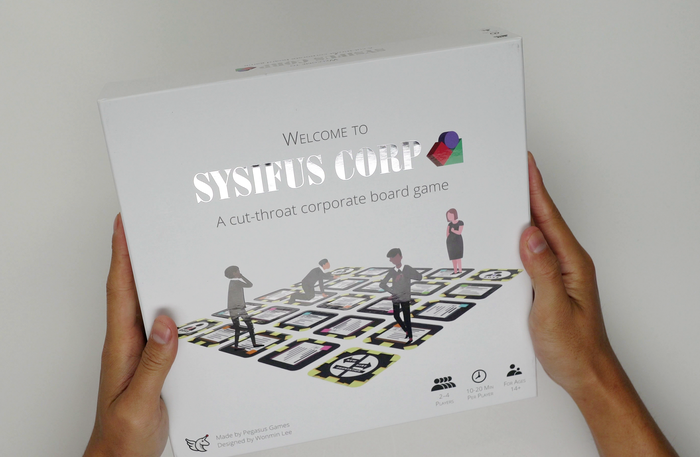 WELCOME TO
SYSIFUS CORP
A cut-throat corporate board game
2-4
Players
10-20 Min
Per Player
For Ages
14+
Made by Pegasus Games
Designed by Wonmin Lee